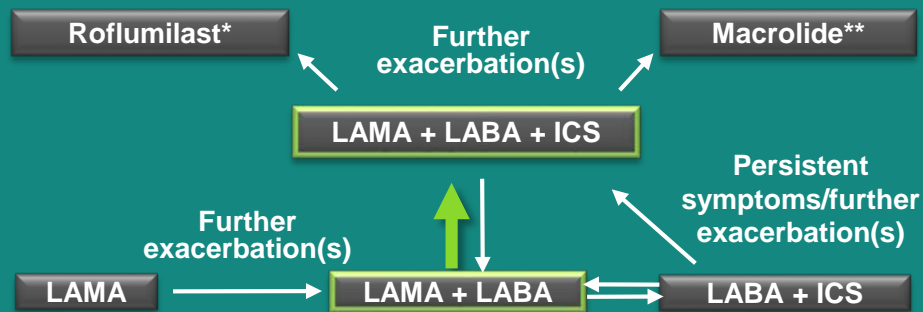 Roflumilast*
Further
exacerbation(s)
Macrolide**
LAMA + LABA + ICS
Persistent
symptoms/further
exacerbation(s)
Further
exacerbation(s)
LAMA
LAMA + LABA
LABA + ICS